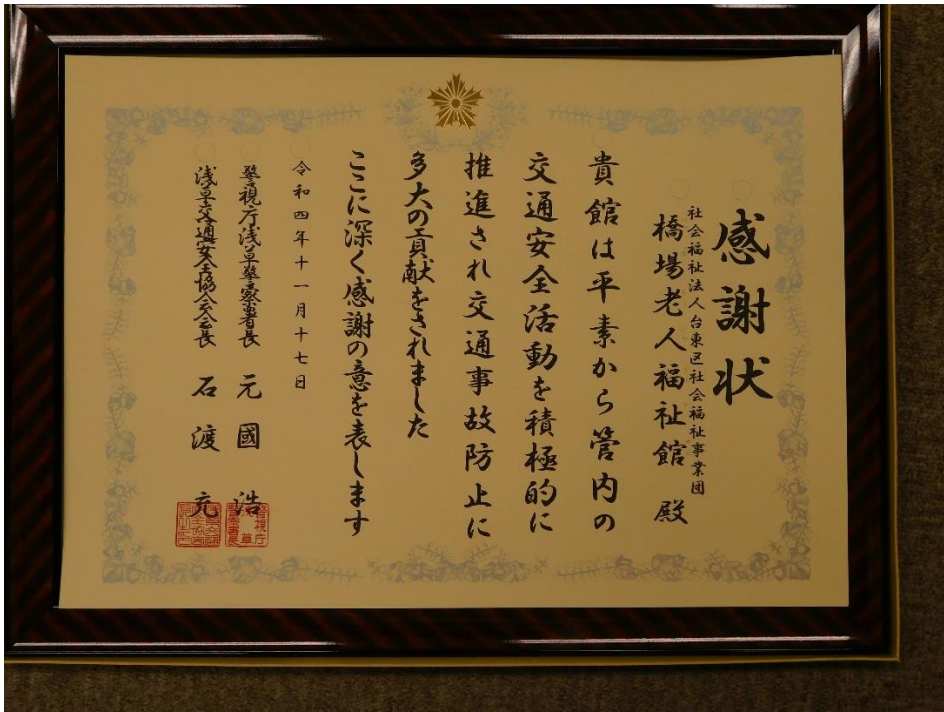 感謝状
社会福祉法人台東区社会福祉事業団
橋場老人福祉館 殿
貴館は平素から管内の
交通安全活動を積極的に
推進され交通事故防止に
多大の貢献をされました
ここに深く感謝の意を表します
令和四年十一月十七日
警視庁浅草警察署長 元國 浩
浅草交通安全協会会長 石渡 充